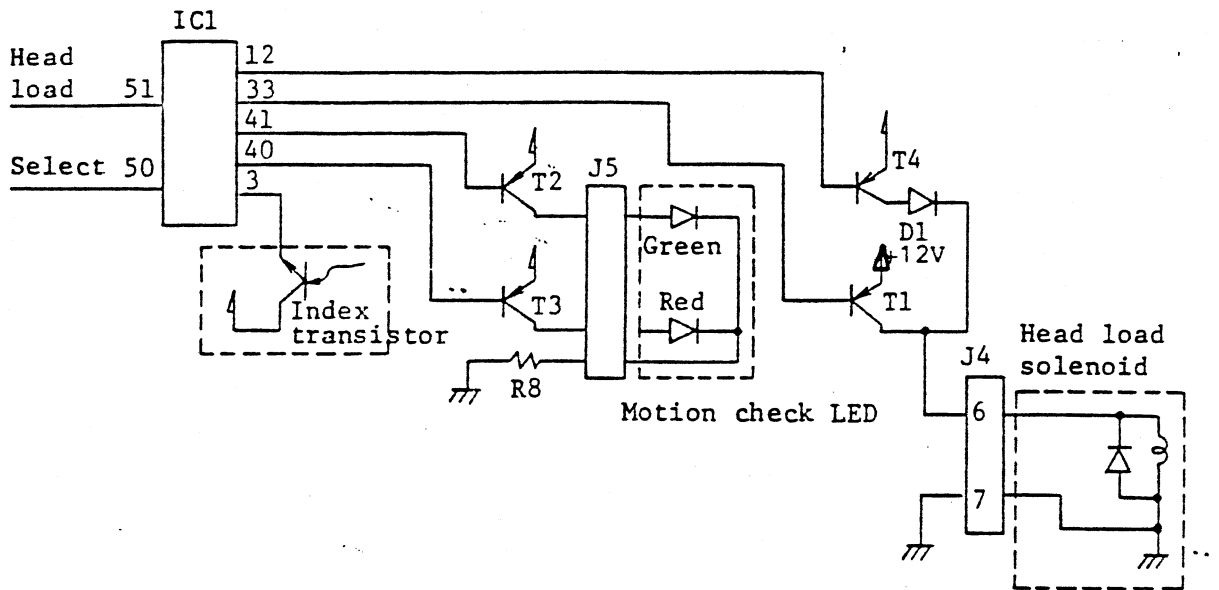 IC1
Head
load 51
Select 50
12
33
41
40
3
T2
T3
J5
T4
D1
+12V
T1
Green
Red
Index
transistor
R8
Motion check LED
J4
6
7
Head load
solenoid